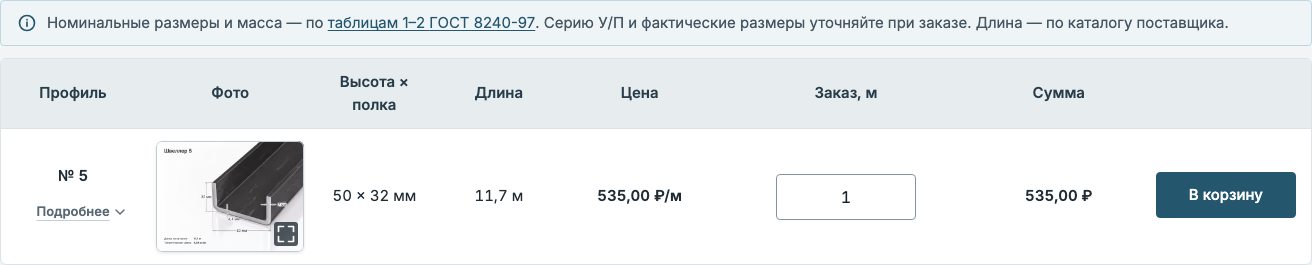 Номинальные размеры и масса — по таблицам 1–2 ГОСТ 8240-97. Серию У/П и фактические размеры уточняйте при заказе. Длина — по каталогу поставщика.
Профиль
Фото
Высота ×
полка
Длина
Цена
Заказ, м
Сумма
№ 5
Подробнее
Швеллер 5
50 × 32 мм
11,7 м
535,00 ₽/м
1
535,00 ₽
В корзину